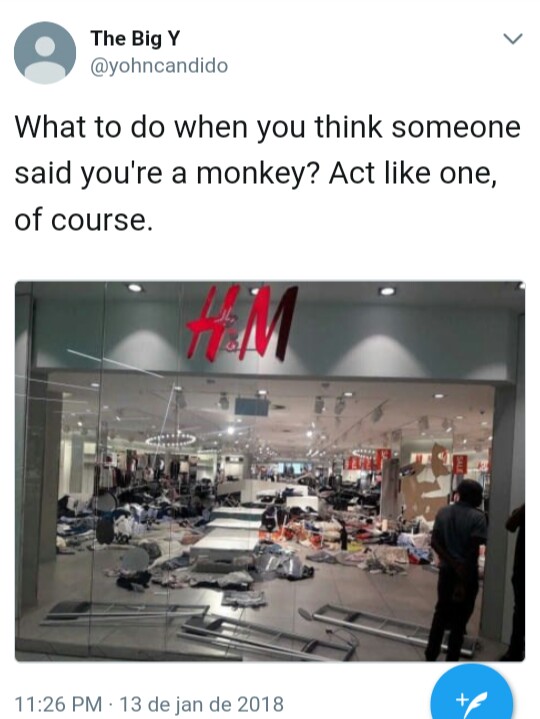 The Big Y
@yohncandido
What to do when you think someone
said you're a monkey? Act like one,
of course.
H&M
11:26 PM · 13 de jan de 2018